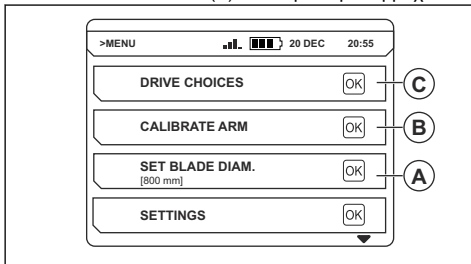 >MENU 20 DEC 20:55
DRIVE CHOICES OK C
CALIBRATE ARM OK B
SET BLADE DIAM. OK A
[800 mm]
SETTINGS OK